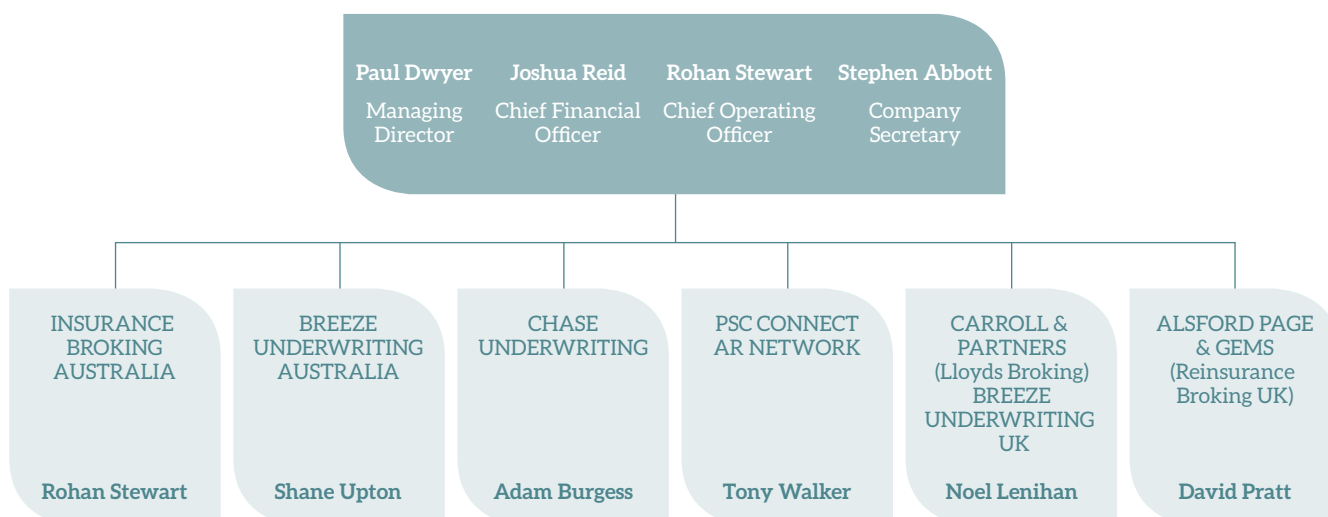 Paul Dwyer
Managing
Director
Joshua Reid
Chief Financial
Officer
Rohan Stewart
Chief Operating
Officer
Stephen Abbott
Company
Secretary
INSURANCE
BROKING
AUSTRALIA
Rohan Stewart
BREEZE
UNDERWRITING
AUSTRALIA
Shane Upton
CHASE
UNDERWRITING
Adam Burgess
PSC CONNECT
AR NETWORK
Tony Walker
CARROLL &
PARTNERS
(Lloyds Broking)
BREEZE
UNDERWRITING
UK
Noel Lenihan
ALSFORD PAGE
& GEMS
(Reinsurance
Broking UK)
David Pratt